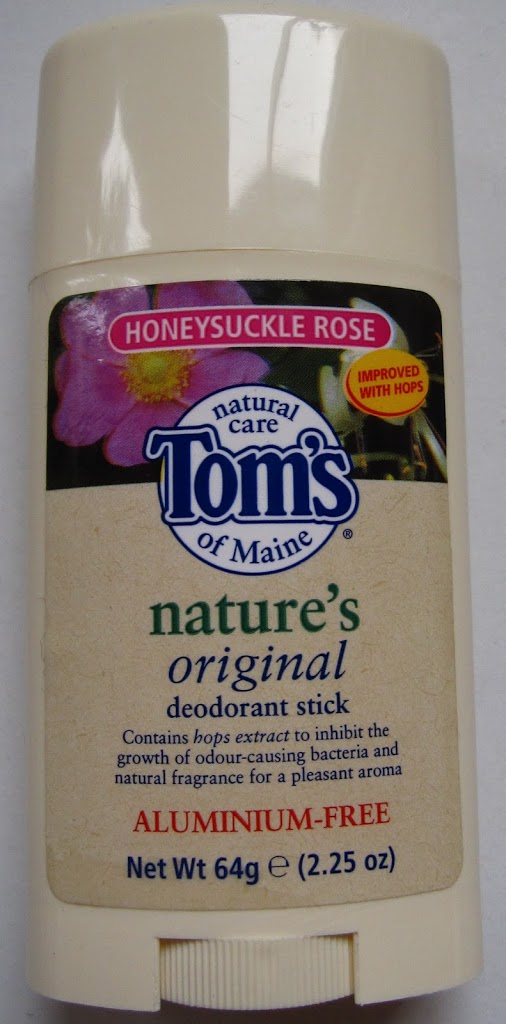 HONEYSUCKLE ROSE
IMPROVED
WITH HOPS
natural
care
Tom's
of Maine
®
nature's
original
deodorant stick
Contains hops extract to inhibit the
growth of odour-causing bacteria and
natural fragrance for a pleasant aroma
ALUMINIUM-FREE
Net Wt 64g ℮ (2.25 oz)